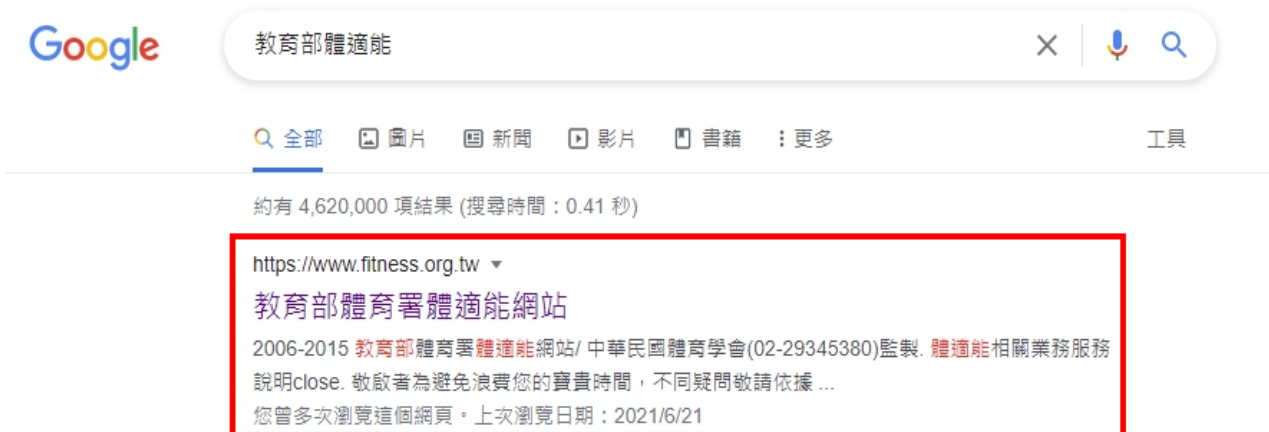 Google
教育部體適能
全部 圖片 新聞 影片 書籍 更多 工具
約有 4,620,000 項結果 (搜尋時間：0.41 秒)
https://www.fitness.org.tw
教育部體育署體適能網站
2006-2015 教育部體育署體適能網站/ 中華民國體育學會(02-29345380)監製. 體適能相關業務服務
說明close. 敬啟者為避免浪費您的寶貴時間，不同疑問敬請依據 ...
您曾多次瀏覽這個網頁。上次瀏覽日期：2021/6/21